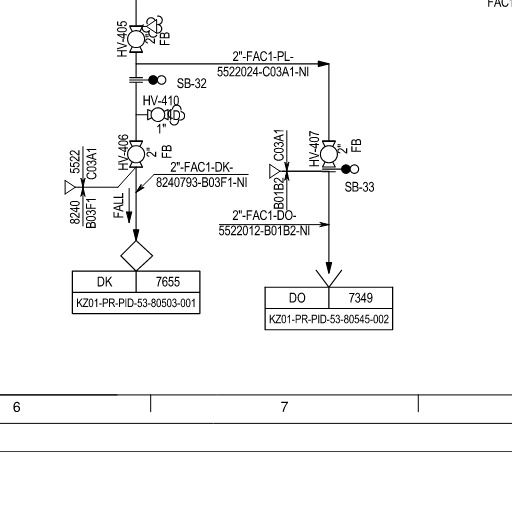 FAC1
HV-405
2"
FB
2"-FAC1-PL-
5522024-C03A1-NI
SB-32
HV-410
1"
HV-406
2"
FB
HV-407
2"
FB
5522
C03A1
8240
B03F1
2"-FAC1-DK-
8240793-B03F1-NI
FALL
C03A1
B01B2
SB-33
2"-FAC1-DO-
5522012-B01B2-NI
DK 7655
KZ01-PR-PID-53-80503-001
DO 7349
KZ01-PR-PID-53-80545-002
6 7